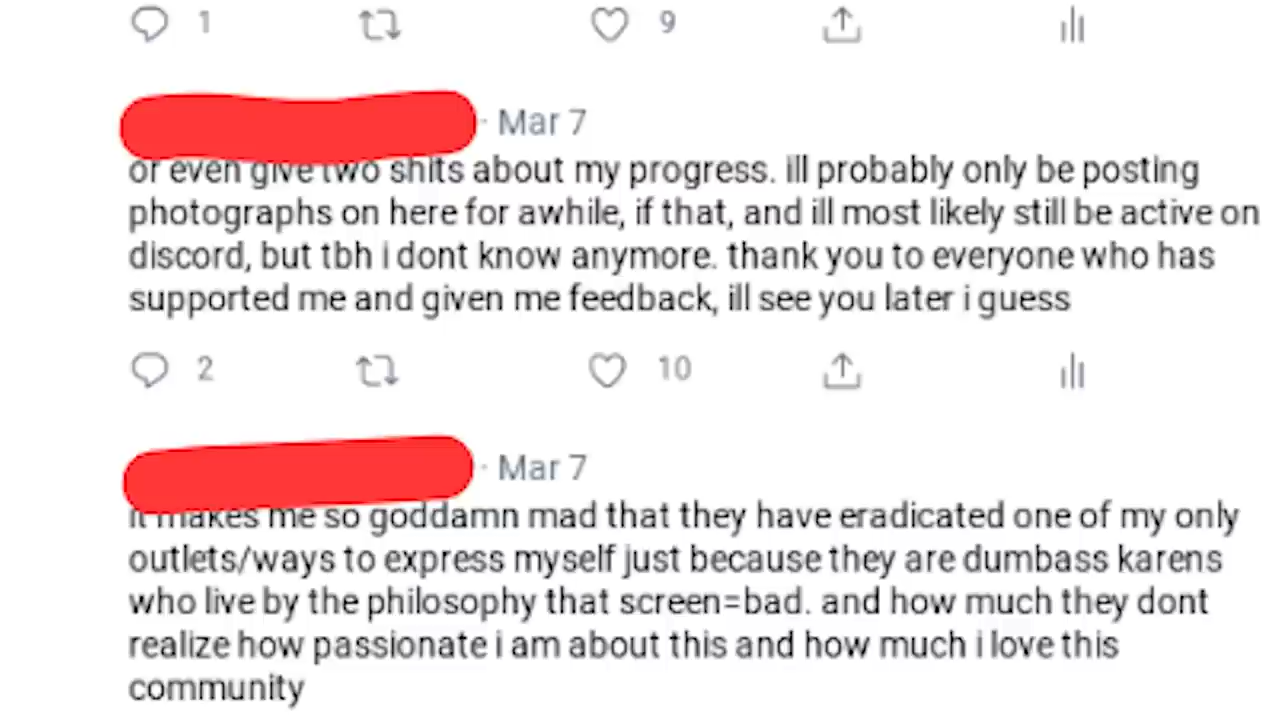 1 9
· Mar 7
or even give two shits about my progress. ill probably only be posting
photographs on here for awhile, if that, and ill most likely still be active on
discord, but tbh i dont know anymore. thank you to everyone who has
supported me and given me feedback, ill see you later i guess
2 10
· Mar 7
it makes me so goddamn mad that they have eradicated one of my only
outlets/ways to express myself just because they are dumbass karens
who live by the philosophy that screen=bad. and how much they dont
realize how passionate i am about this and how much i love this
community